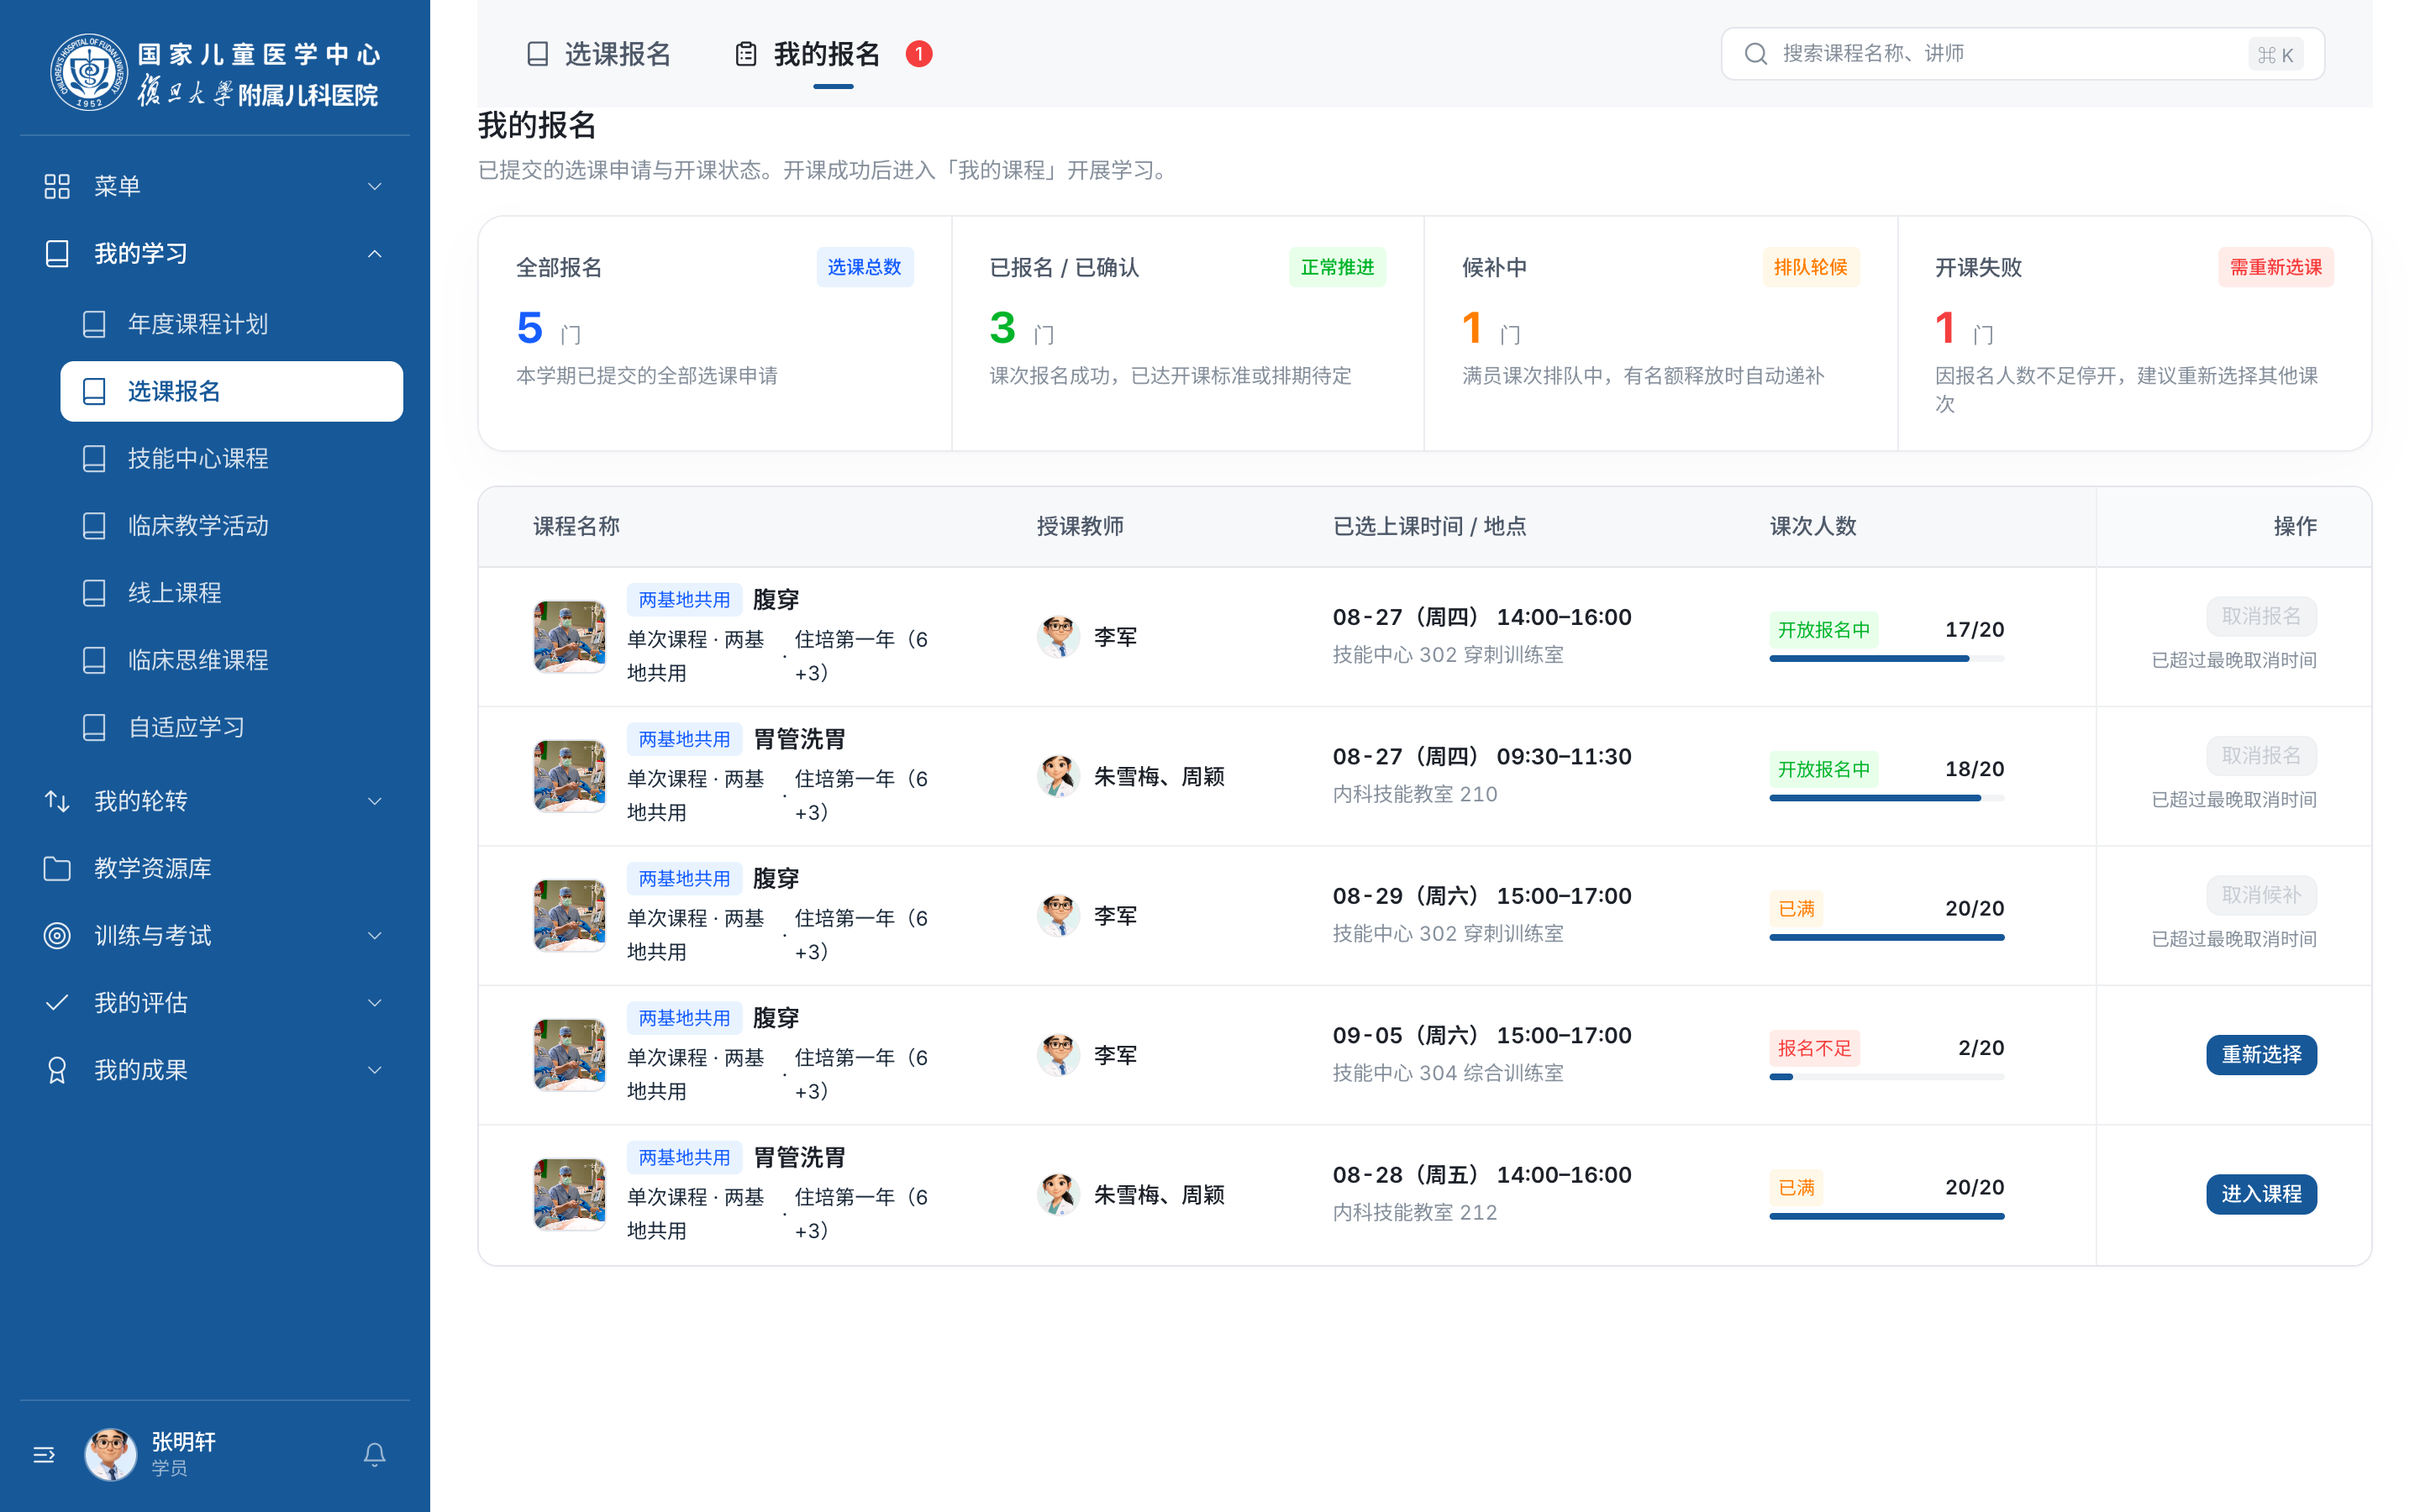 CHILDREN'S HOSPITAL OF FUDAN UNIVERSITY
1952
国家儿童医学中心
復旦大学附属儿科医院
菜单
我的学习
年度课程计划
选课报名
技能中心课程
临床教学活动
线上课程
临床思维课程
自适应学习
我的轮转
教学资源库
训练与考试
我的评估
我的成果
张明轩
学员
选课报名
我的报名 1
搜索课程名称、讲师
⌘ K
我的报名
已提交的选课申请与开课状态。开课成功后进入「我的课程」开展学习。
全部报名 选课总数
5 门
本学期已提交的全部选课申请
已报名 / 已确认 正常推进
3 门
课次报名成功，已达开课标准或排期待定
候补中 排队轮候
1 门
满员课次排队中，有名额释放时自动递补
开课失败 需重新选课
1 门
因报名人数不足停开，建议重新选择其他课
次
课程名称 授课教师 已选上课时间 / 地点 课次人数 操作
两基地共用 腹穿
单次课程 · 两基地共用 · 住培第一年（6+3）
李军
08-27（周四） 14:00–16:00
技能中心 302 穿刺训练室
开放报名中 17/20
取消报名
已超过最晚取消时间
两基地共用 胃管洗胃
单次课程 · 两基地共用 · 住培第一年（6+3）
朱雪梅、周颖
08-27（周四） 09:30–11:30
内科技能教室 210
开放报名中 18/20
取消报名
已超过最晚取消时间
两基地共用 腹穿
单次课程 · 两基地共用 · 住培第一年（6+3）
李军
08-29（周六） 15:00–17:00
技能中心 302 穿刺训练室
已满 20/20
取消候补
已超过最晚取消时间
两基地共用 腹穿
单次课程 · 两基地共用 · 住培第一年（6+3）
李军
09-05（周六） 15:00–17:00
技能中心 304 综合训练室
报名不足 2/20
重新选择
两基地共用 胃管洗胃
单次课程 · 两基地共用 · 住培第一年（6+3）
朱雪梅、周颖
08-28（周五） 14:00–16:00
内科技能教室 212
已满 20/20
进入课程